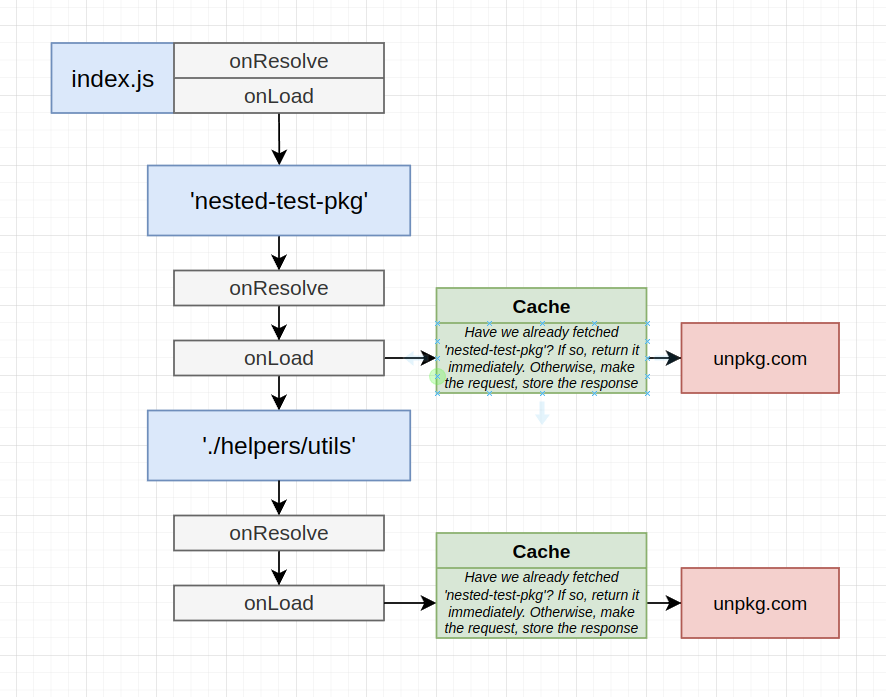 index.js
onResolve
onLoad
'nested-test-pkg'
onResolve
onLoad
Cache
Have we already fetched
'nested-test-pkg'? If so, return it
immediately. Otherwise, make
the request, store the response
unpkg.com
'./helpers/utils'
onResolve
onLoad
Cache
Have we already fetched
'nested-test-pkg'? If so, return it
immediately. Otherwise, make
the request, store the response
unpkg.com